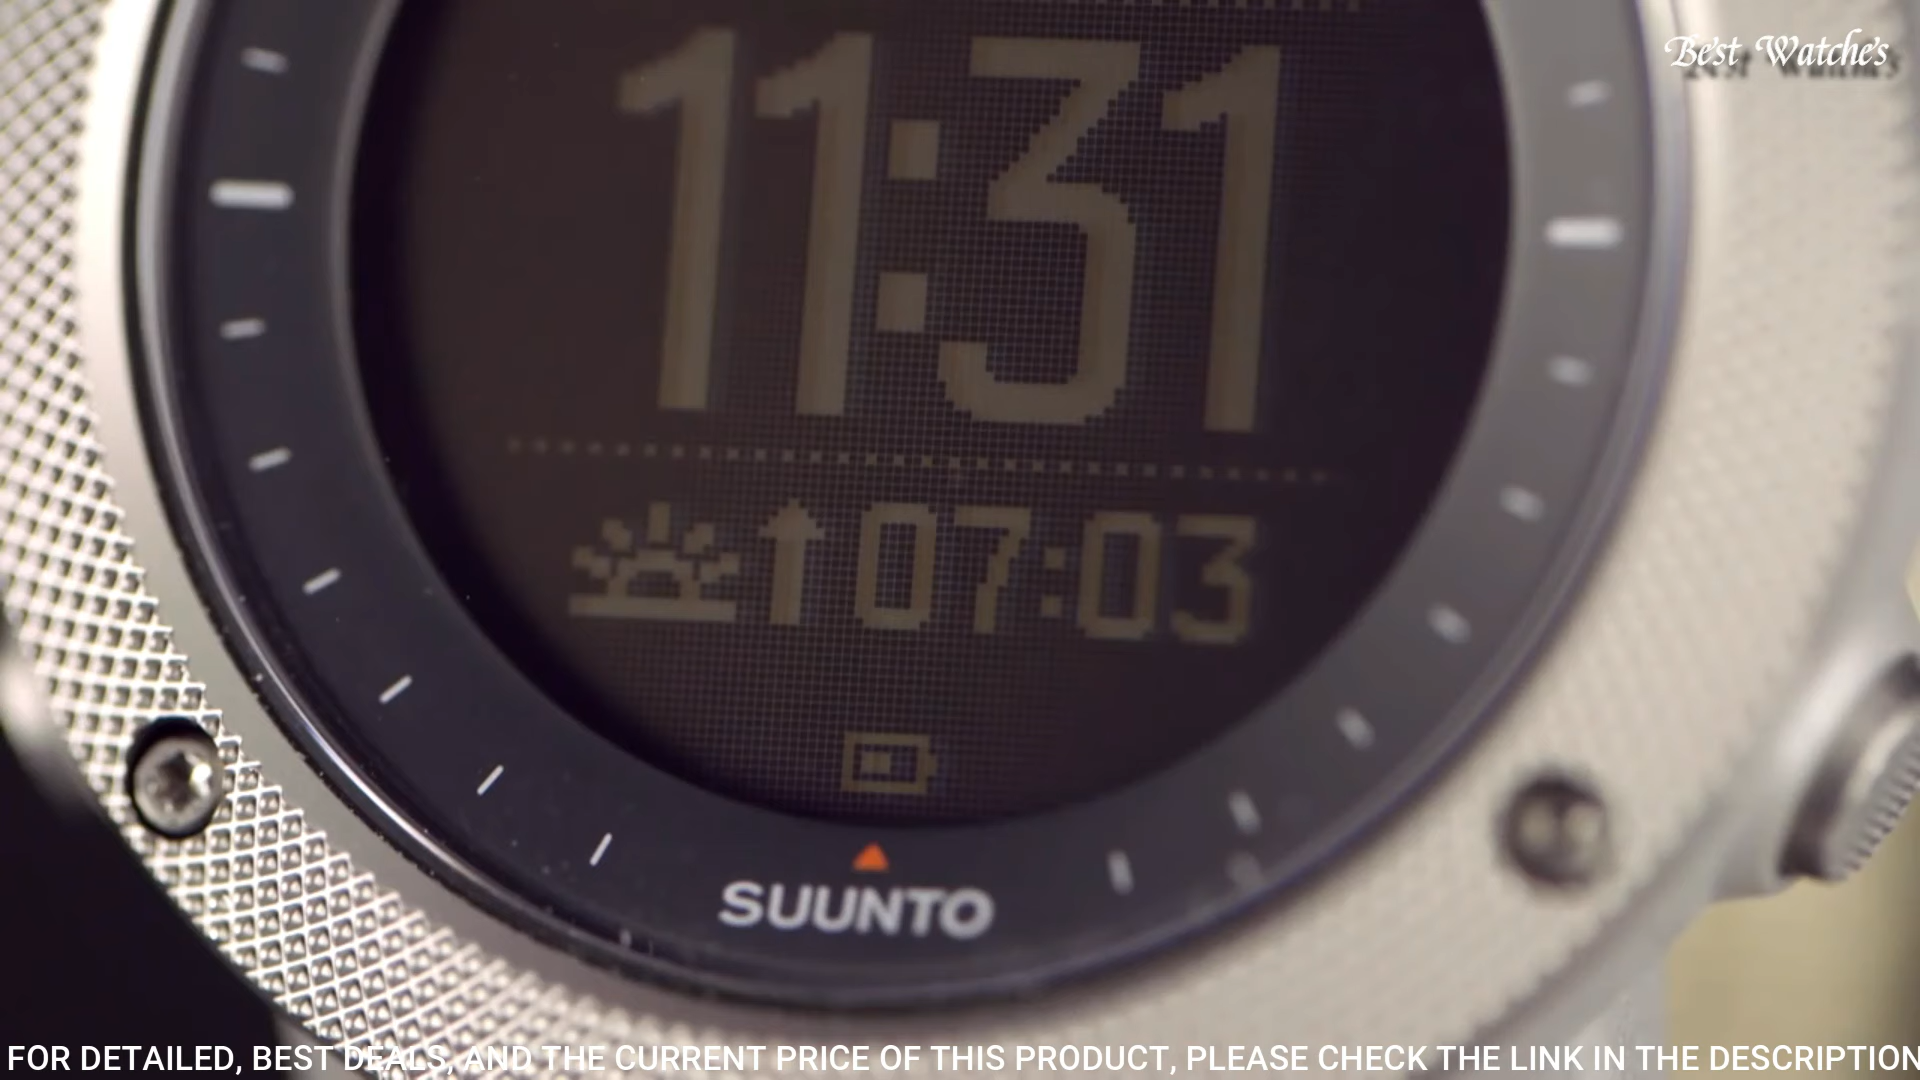 Be'st Watche's
11:31
07:03
SUUNTO
FOR DETAILED, BEST DEALS, AND THE CURRENT PRICE OF THIS PRODUCT, PLEASE CHECK THE LINK IN THE DESCRIPTION